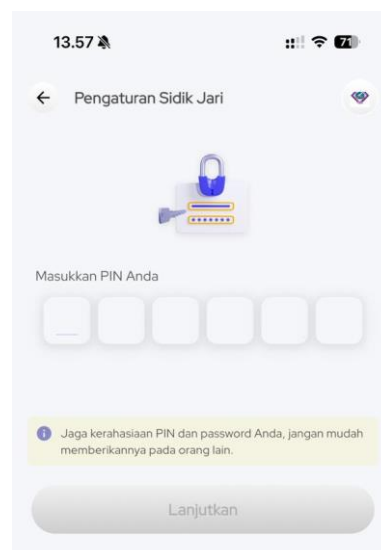 13.57
71
Pengaturan Sidik Jari
Masukkan PIN Anda
Jaga kerahasiaan PIN dan password Anda, jangan mudah
memberikannya pada orang lain.
Lanjutkan